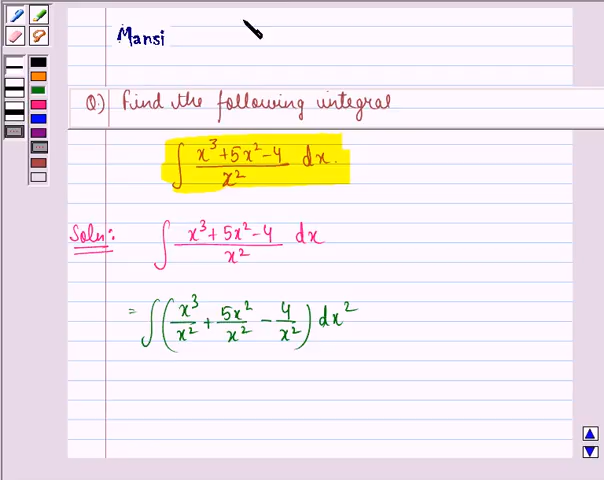 Mansi
Q.) Find the following integral
∫ (x³+5x²-4)/x² dx.
Soln: ∫ (x³+5x²-4)/x² dx
= ∫ (x³/x² + 5x²/x² - 4/x²) dx²